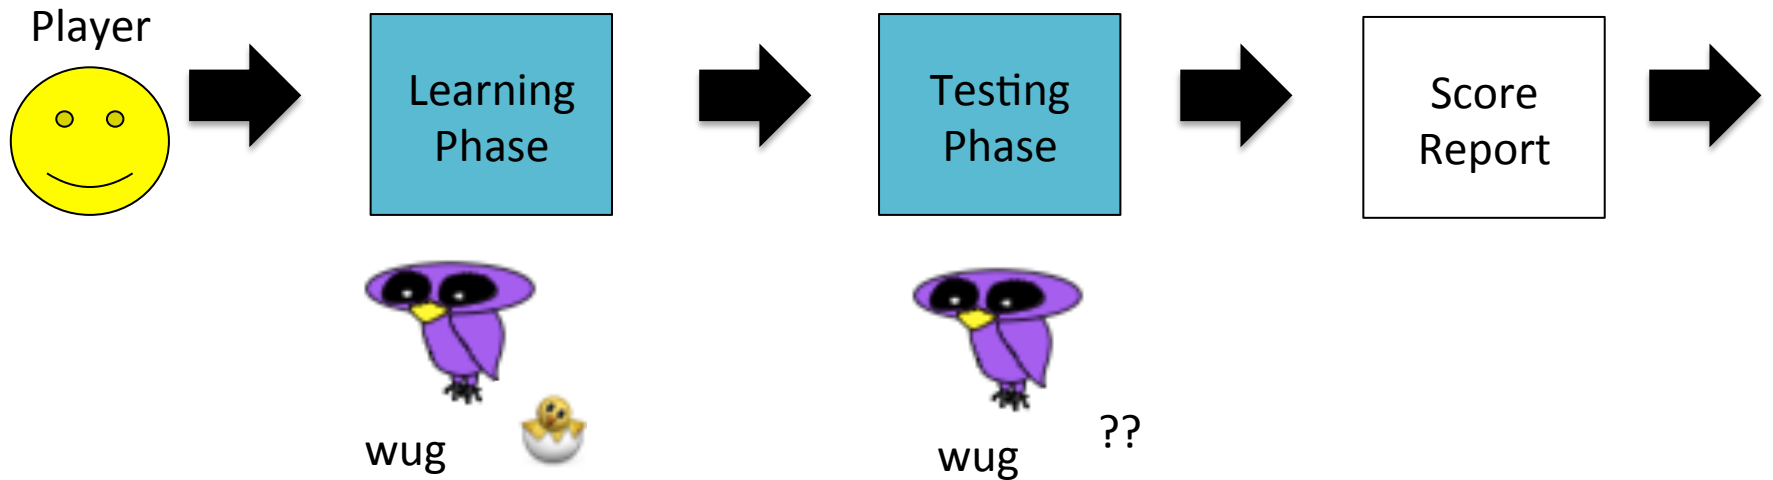 Player
Learning
Phase
Testing
Phase
Score
Report
wug
wug
??